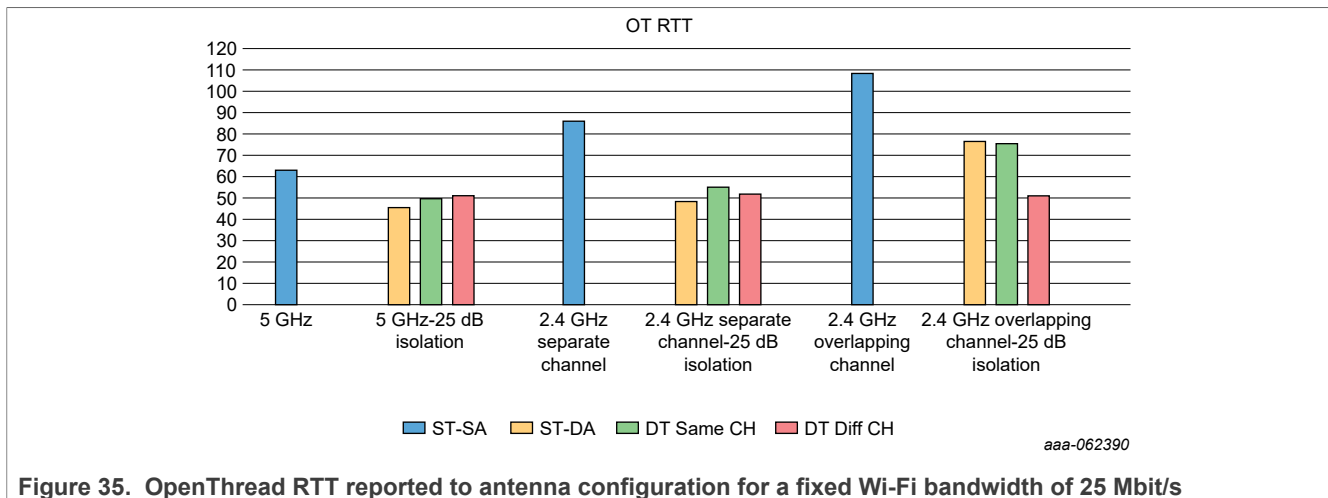 OT RTT
120
110
100
90
80
70
60
50
40
30
20
10
0
5 GHz
5 GHz-25 dB
isolation
2.4 GHz
separate
channel
2.4 GHz separate
channel-25 dB
isolation
2.4 GHz
overlapping
channel
2.4 GHz overlapping
channel-25 dB
isolation
ST-SA ST-DA DT Same CH DT Diff CH
aaa-062390
Figure 35. OpenThread RTT reported to antenna configuration for a fixed Wi-Fi bandwidth of 25 Mbit/s